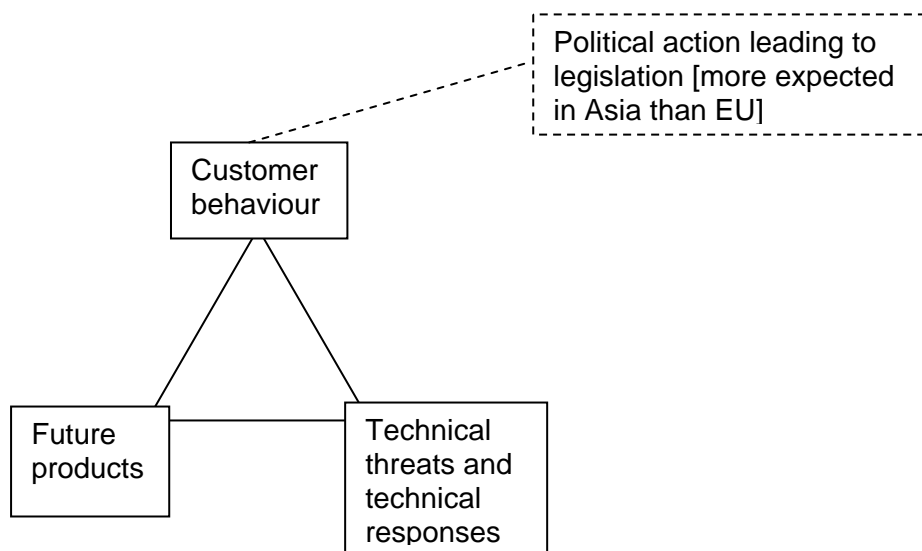 Political action leading to
legislation [more expected
in Asia than EU]
Customer
behaviour
Future
products
Technical
threats and
technical
responses